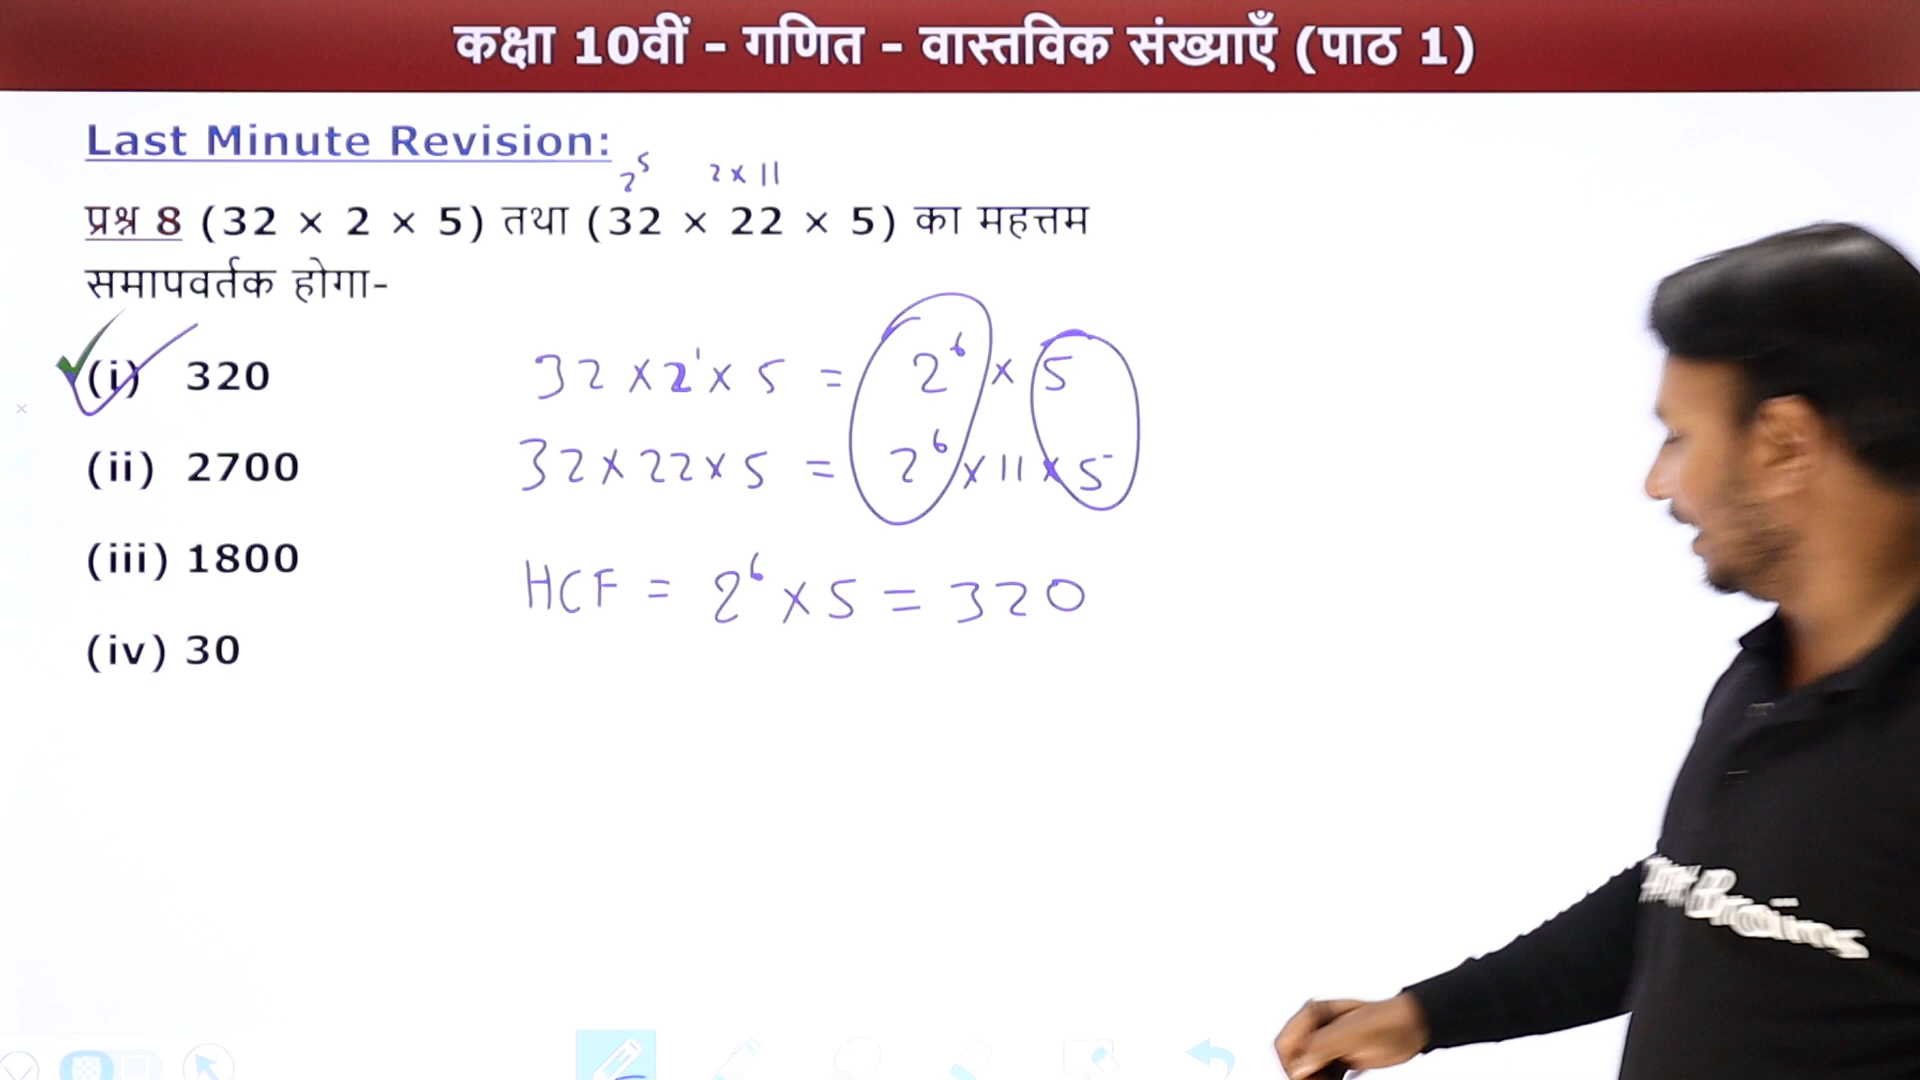 कक्षा 10वीं - गणित - वास्तविक संख्याएँ (पाठ 1)
Last Minute Revision:
2⁵ 2 × 11
प्रश्न 8 (32 × 2 × 5) तथा (32 × 22 × 5) का महत्तम
समापवर्तक होगा-
(i) 320
32 × 2¹ × 5 = 2⁶ × 5
(ii) 2700
32 × 22 × 5 = 2⁶ × 11 × 5
(iii) 1800
HCF = 2⁶ × 5 = 320
(iv) 30
Brains